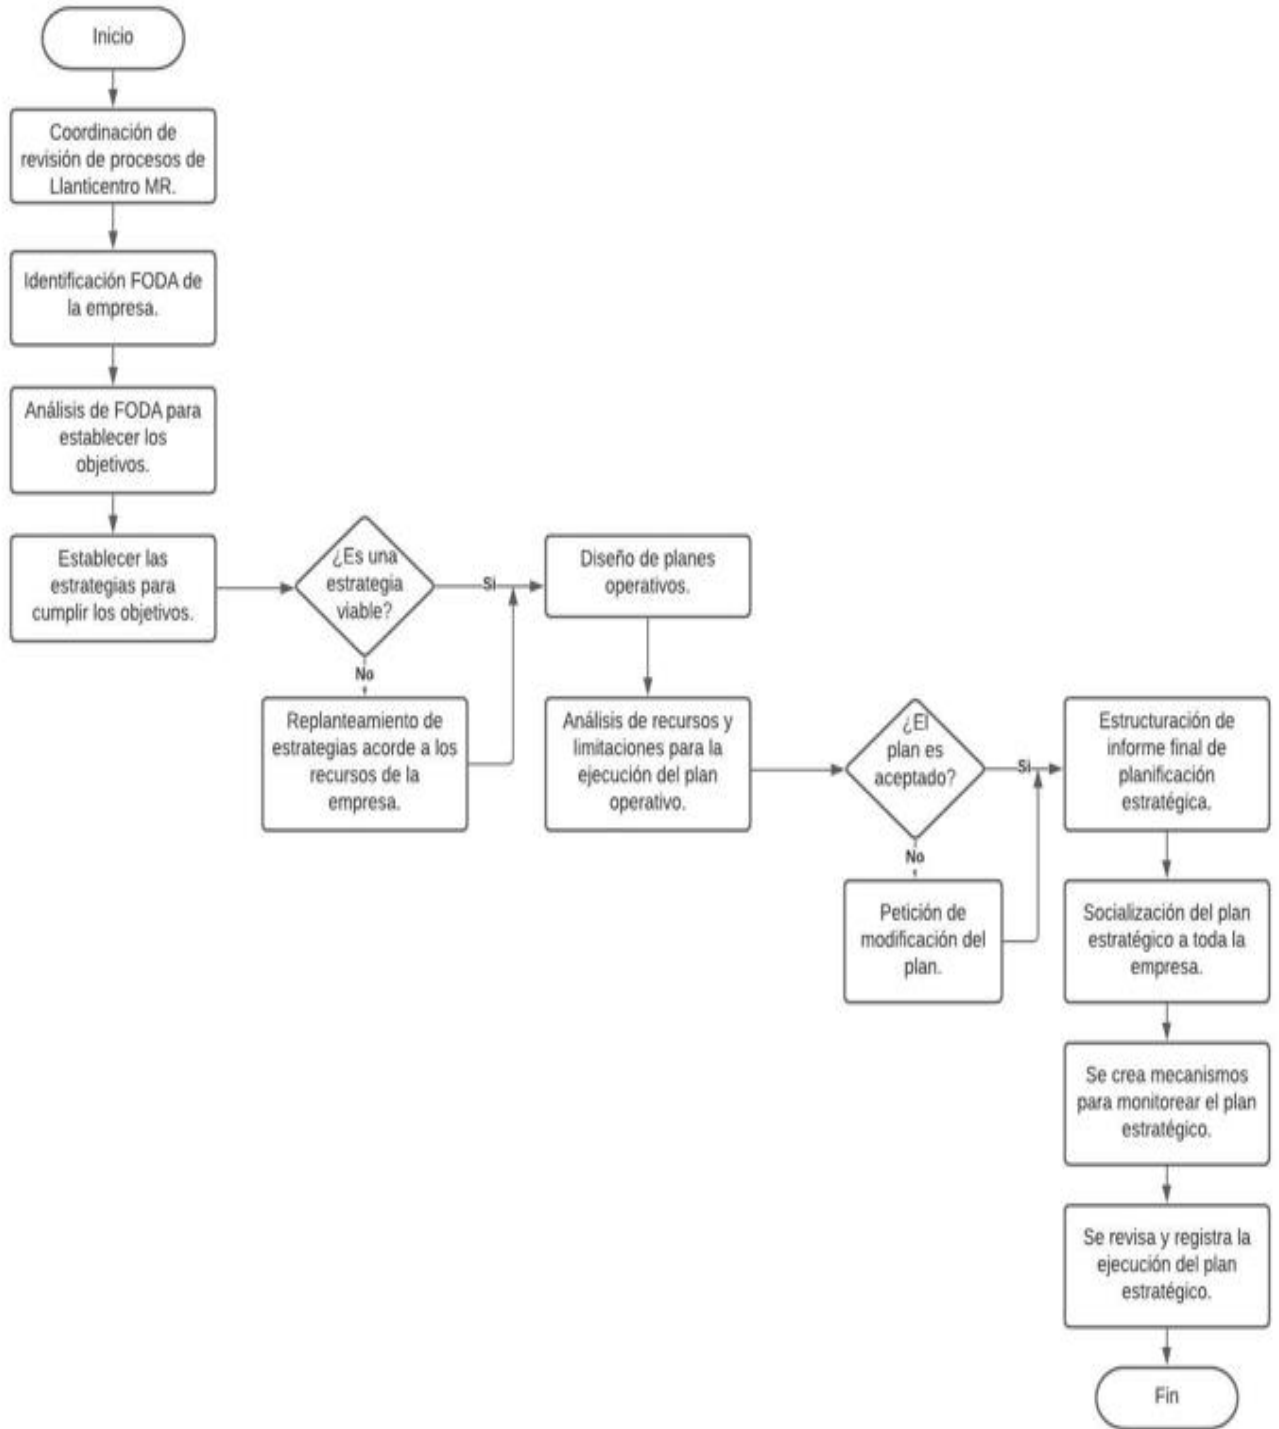 Inicio
Coordinación de
revisión de procesos de
Llanticentro MR.
Identificación FODA de
la empresa.
Análisis de FODA para
establecer los
objetivos.
Establecer las
estrategias para
cumplir los objetivos.
¿Es una
estrategia
viable?
Si
No
Replanteamiento de
estrategias acorde a los
recursos de la
empresa.
Diseño de planes
operativos.
Análisis de recursos y
limitaciones para la
ejecución del plan
operativo.
¿El
plan es
aceptado?
Si
No
Petición de
modificación del
plan.
Estructuración de
informe final de
planificación
estratégica.
Socialización del plan
estratégico a toda la
empresa.
Se crea mecanismos
para monitorear el plan
estratégico.
Se revisa y registra la
ejecución del plan
estratégico.
Fin